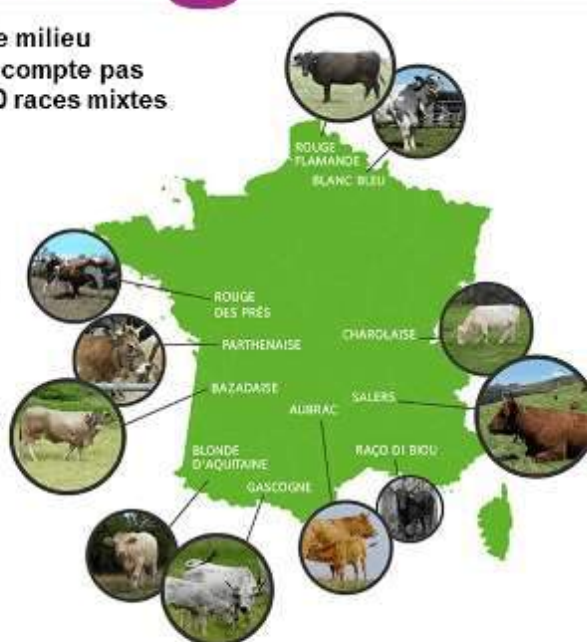 e milieu
compte pas
0 races mixtes
ROUGE
FLAMANDE
BLANC BLEU
ROUGE
DES PRÉS
PARTHENAISE
CHAROLAISE
BAZADAISE
AUBRAC
SALERS
BLONDE
D'AQUITAINE
RAÇO DI BIOU
GASCOGNE